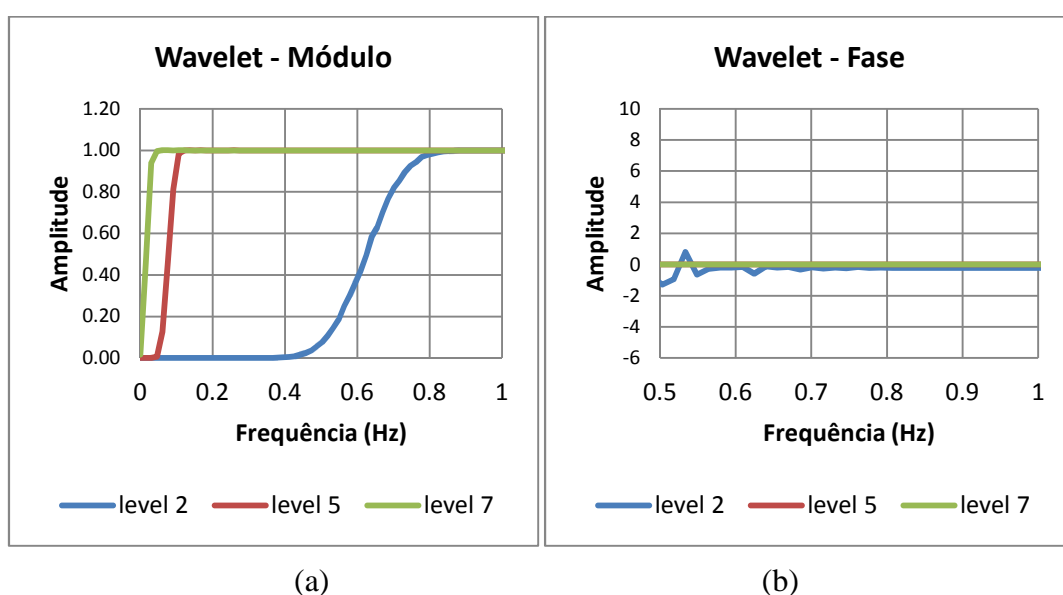 Wavelet - Módulo
Amplitude
1.20
1.00
0.80
0.60
0.40
0.20
0.00
0 0.2 0.4 0.6 0.8 1
Frequência (Hz)
level 2 level 5 level 7
(a)
Wavelet - Fase
Amplitude
10
8
6
4
2
0
-2
-4
-6
0.5 0.6 0.7 0.8 0.9 1
Frequência (Hz)
level 2 level 5 level 7
(b)